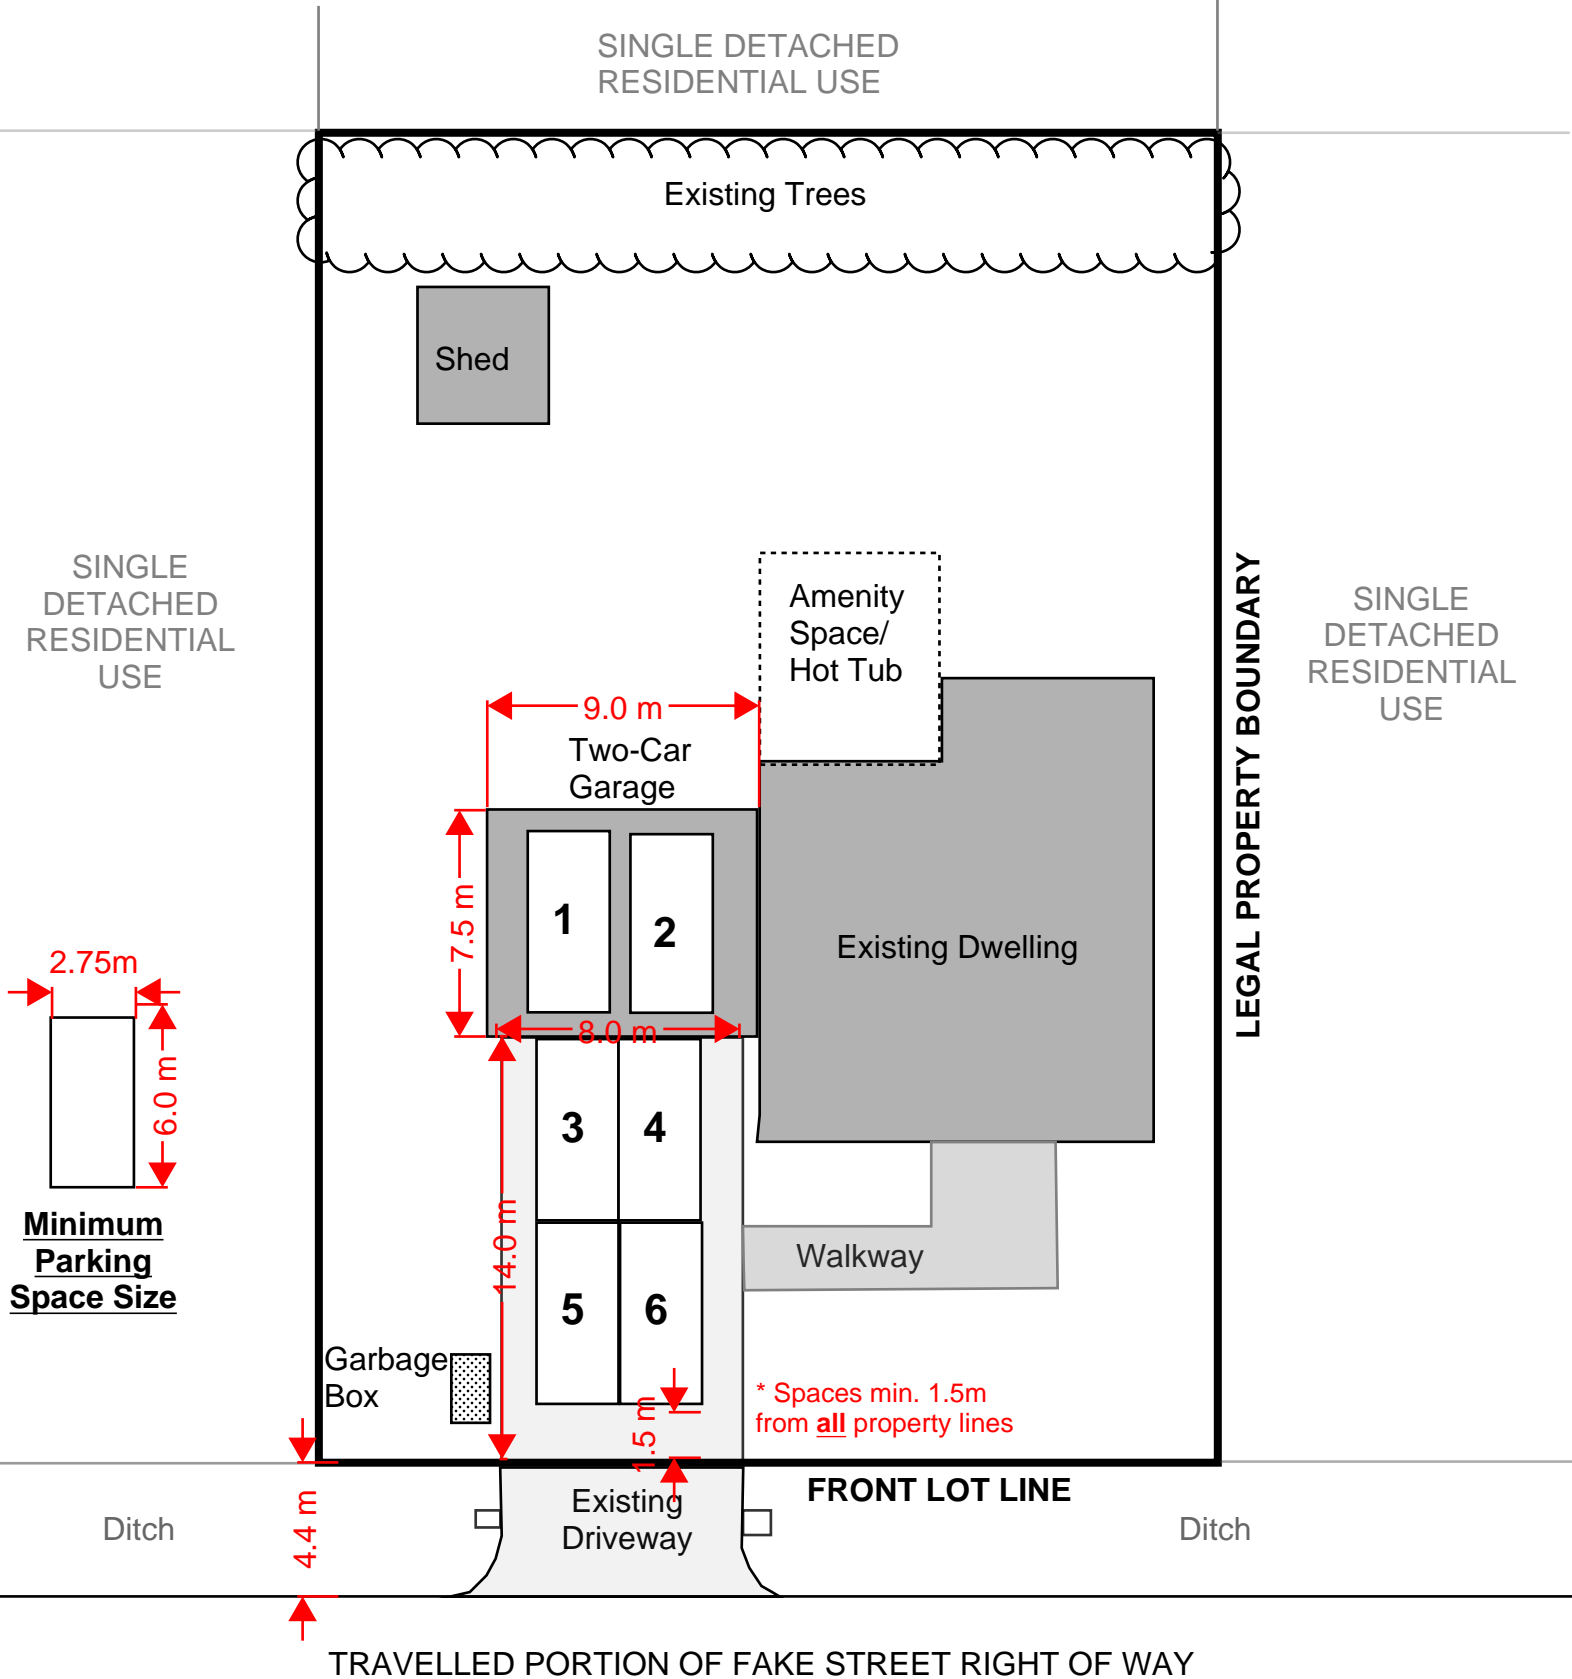 SINGLE DETACHED
RESIDENTIAL USE
Existing Trees
Shed
SINGLE
DETACHED
RESIDENTIAL
USE
Amenity
Space/
Hot Tub
LEGAL PROPERTY BOUNDARY
SINGLE
DETACHED
RESIDENTIAL
USE
9.0 m
Two-Car
Garage
7.5 m
1
2
Existing Dwelling
2.75m
6.0 m
Minimum
Parking
Space Size
8.0 m
3
4
14.0 m
5
6
Walkway
Garbage
Box
1.5 m
* Spaces min. 1.5m
from all property lines
FRONT LOT LINE
4.4 m
Ditch
Existing
Driveway
Ditch
TRAVELLED PORTION OF FAKE STREET RIGHT OF WAY